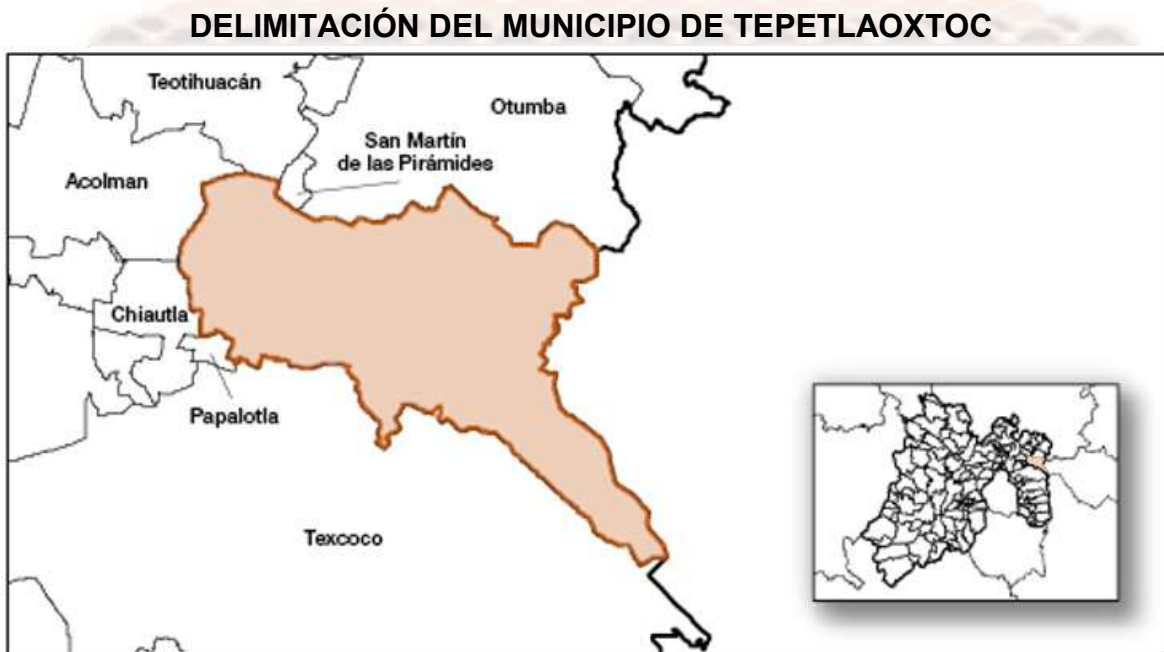 DELIMITACIÓN DEL MUNICIPIO DE TEPETLAOXTOC
Teotihuacán
Otumba
San Martín
de las Pirámides
Acolman
Chiautla
Papalotla
Texcoco